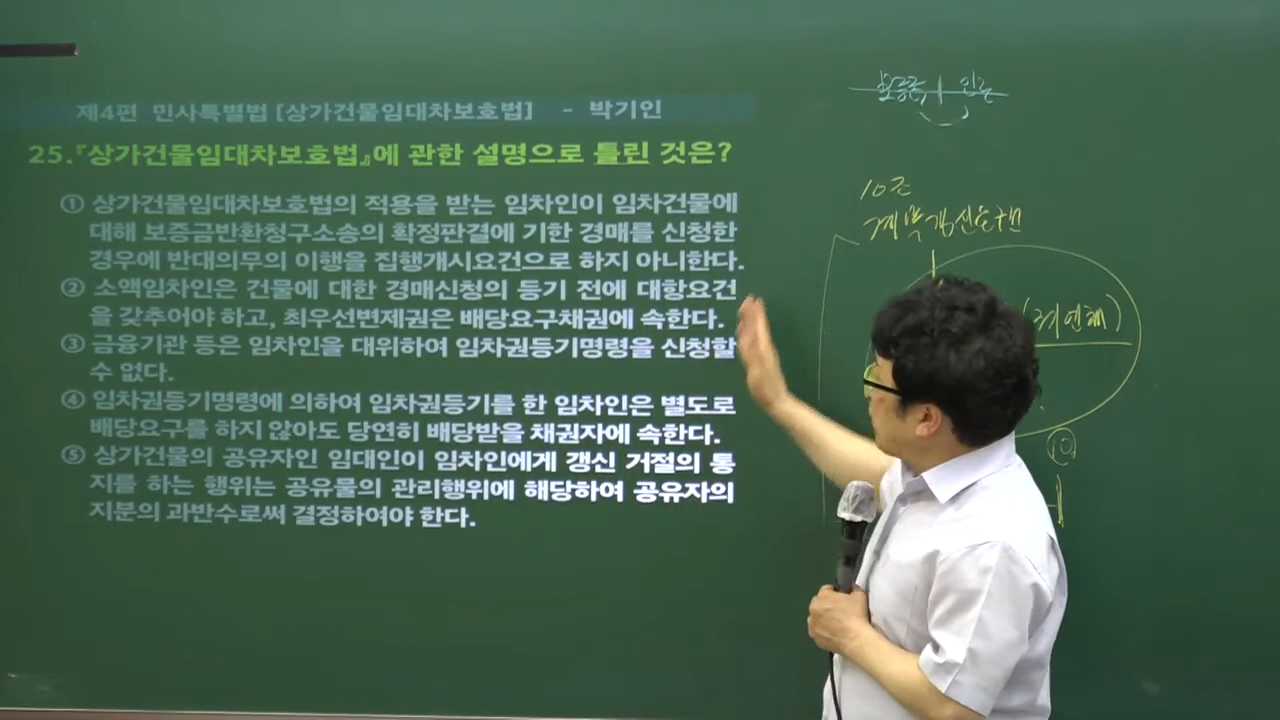 제4편 민사특별법 [상가건물임대차보호법] - 박기인
25.『상가건물임대차보호법』에 관한 설명으로 틀린 것은?
① 상가건물임대차보호법의 적용을 받는 임차인이 임차건물에
대해 보증금반환청구소송의 확정판결에 기한 경매를 신청한
경우에 반대의무의 이행을 집행개시요건으로 하지 아니한다.
② 소액임차인은 건물에 대한 경매신청의 등기 전에 대항요건
을 갖추어야 하고, 최우선변제권은 배당요구채권에 속한다.
③ 금융기관 등은 임차인을 대위하여 임차권등기명령을 신청할
수 없다.
④ 임차권등기명령에 의하여 임차권등기를 한 임차인은 별도로
배당요구를 하지 않아도 당연히 배당받을 채권자에 속한다.
⑤ 상가건물의 공유자인 임대인이 임차인에게 갱신 거절의 통
지를 하는 행위는 공유물의 관리행위에 해당하여 공유자의
지분의 과반수로써 결정하여야 한다.
보증금, 인도
10조
계약갱신요구권
10